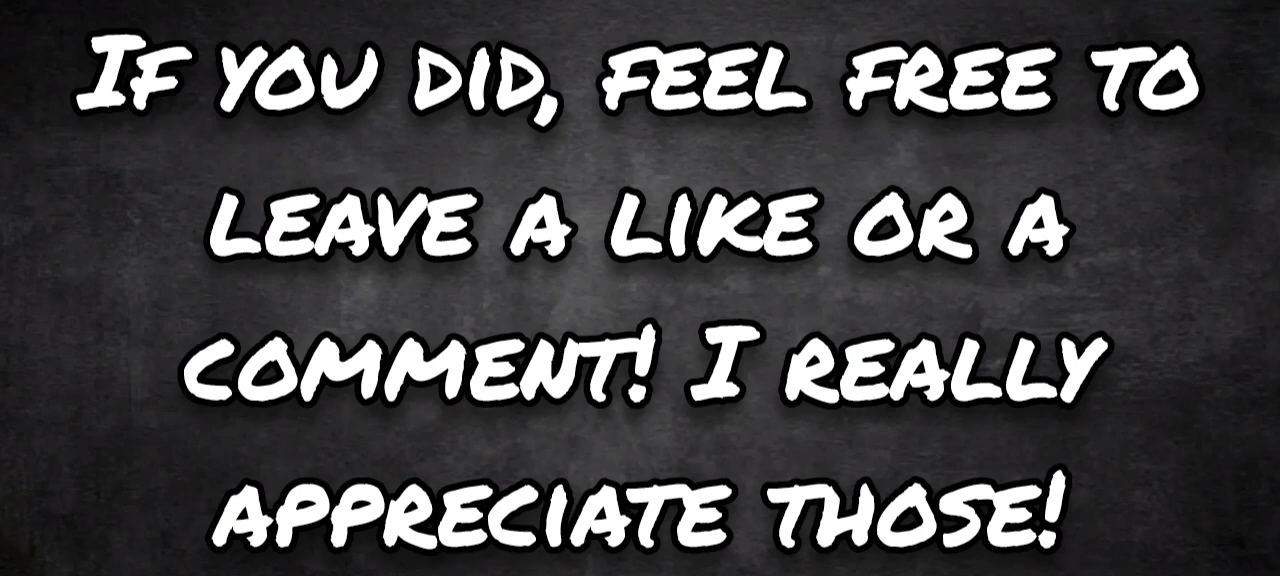 If you did, feel free to
leave a like or a
comment! I really
appreciate those!